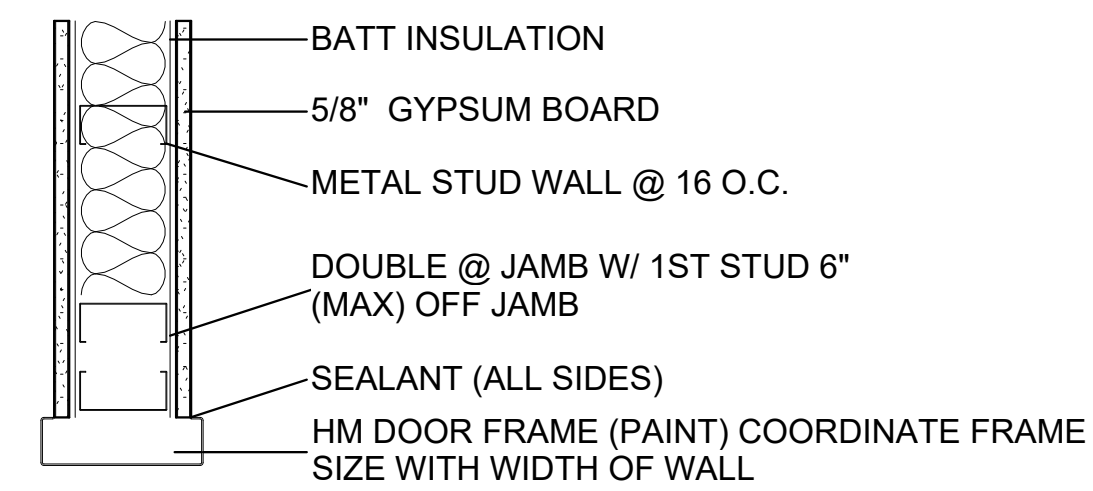 BATT INSULATION
5/8" GYPSUM BOARD
METAL STUD WALL @ 16 O.C.
DOUBLE @ JAMB W/ 1ST STUD 6"
(MAX) OFF JAMB
SEALANT (ALL SIDES)
HM DOOR FRAME (PAINT) COORDINATE FRAME
SIZE WITH WIDTH OF WALL